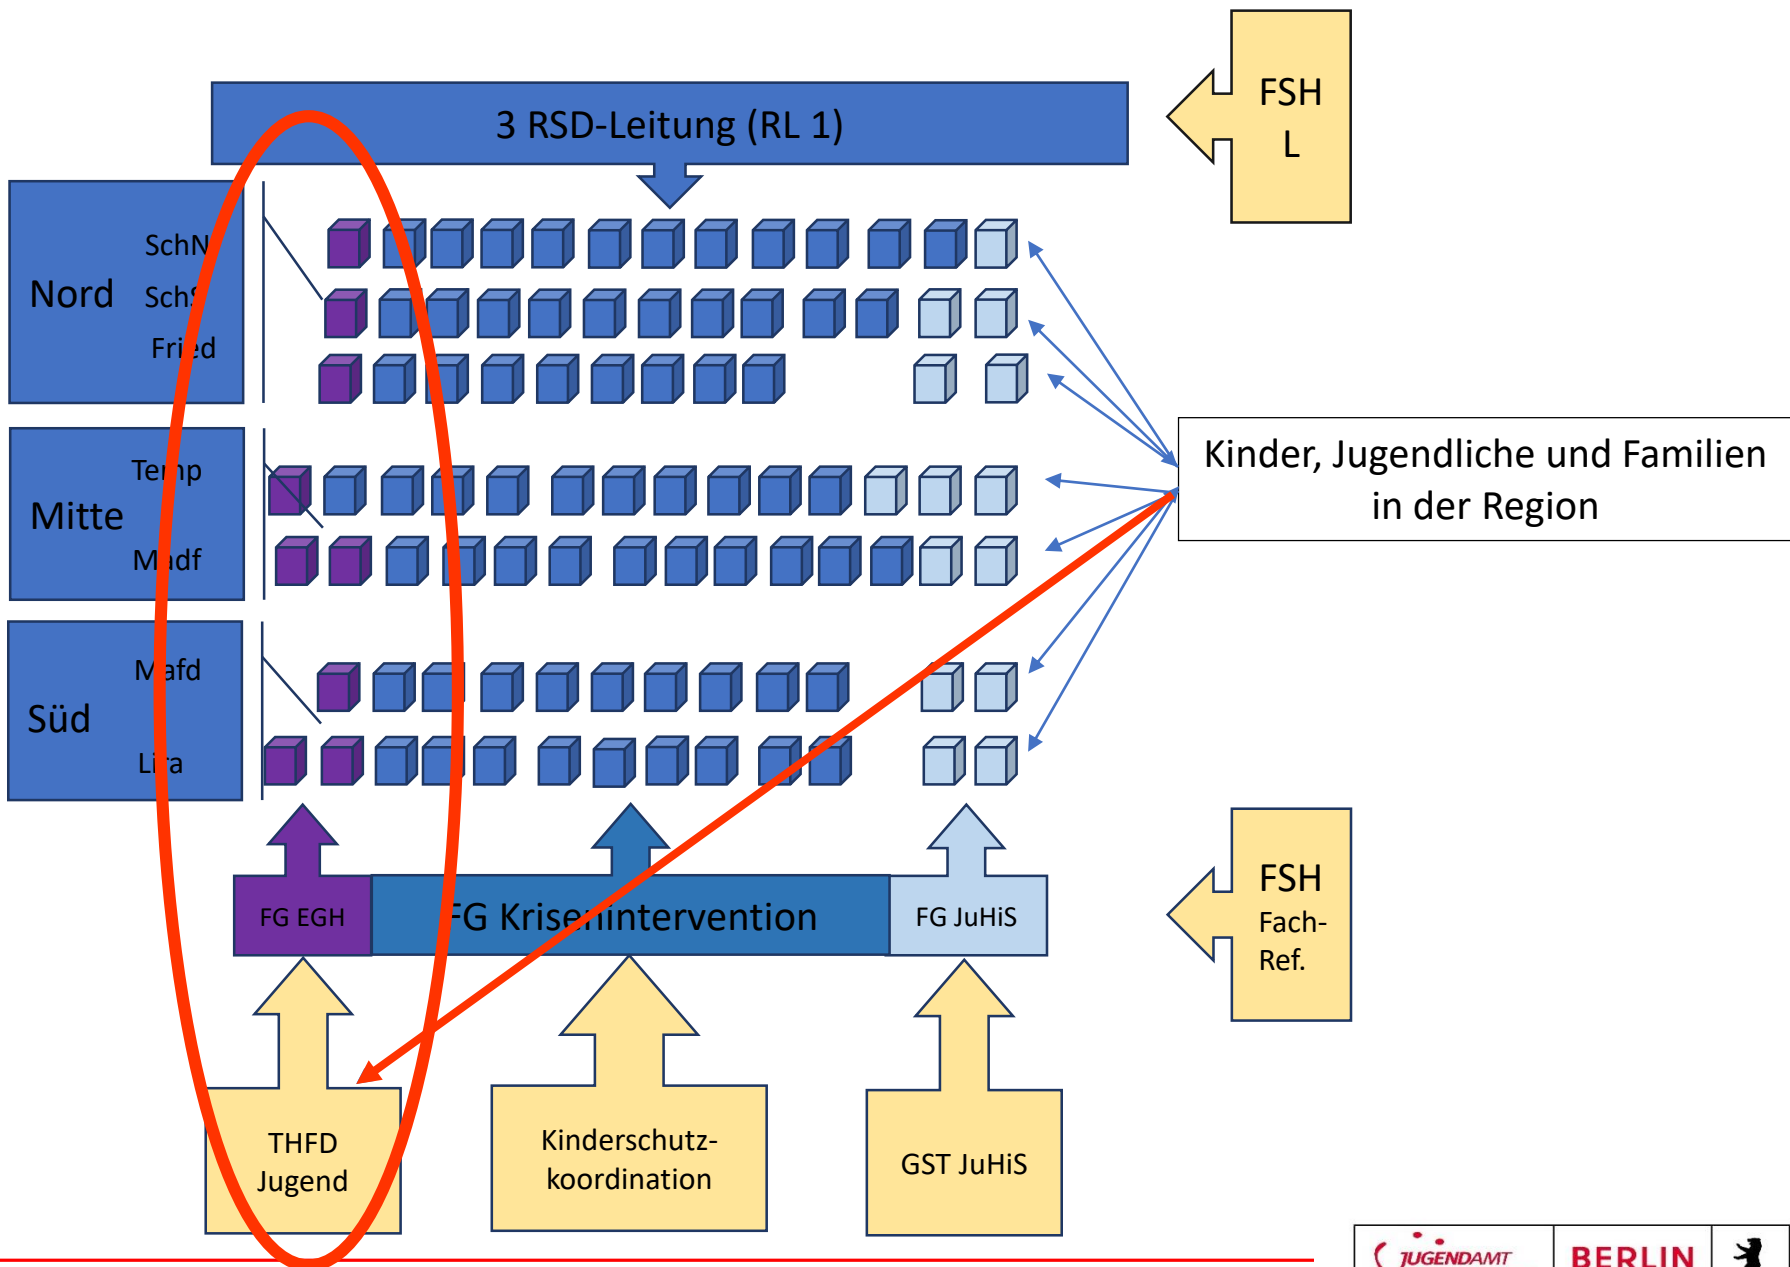 3 RSD-Leitung (RL 1)
FSH
L
Nord
SchN
SchS
Fried
Mitte
Temp
Madf
Süd
Mafd
Lira
Kinder, Jugendliche und Familien
in der Region
FG EGH
FG Krisenintervention
FG JuHiS
FSH
Fach-
Ref.
THFD
Jugend
Kinderschutz-
koordination
GST JuHiS
JUGENDAMT
BERLIN